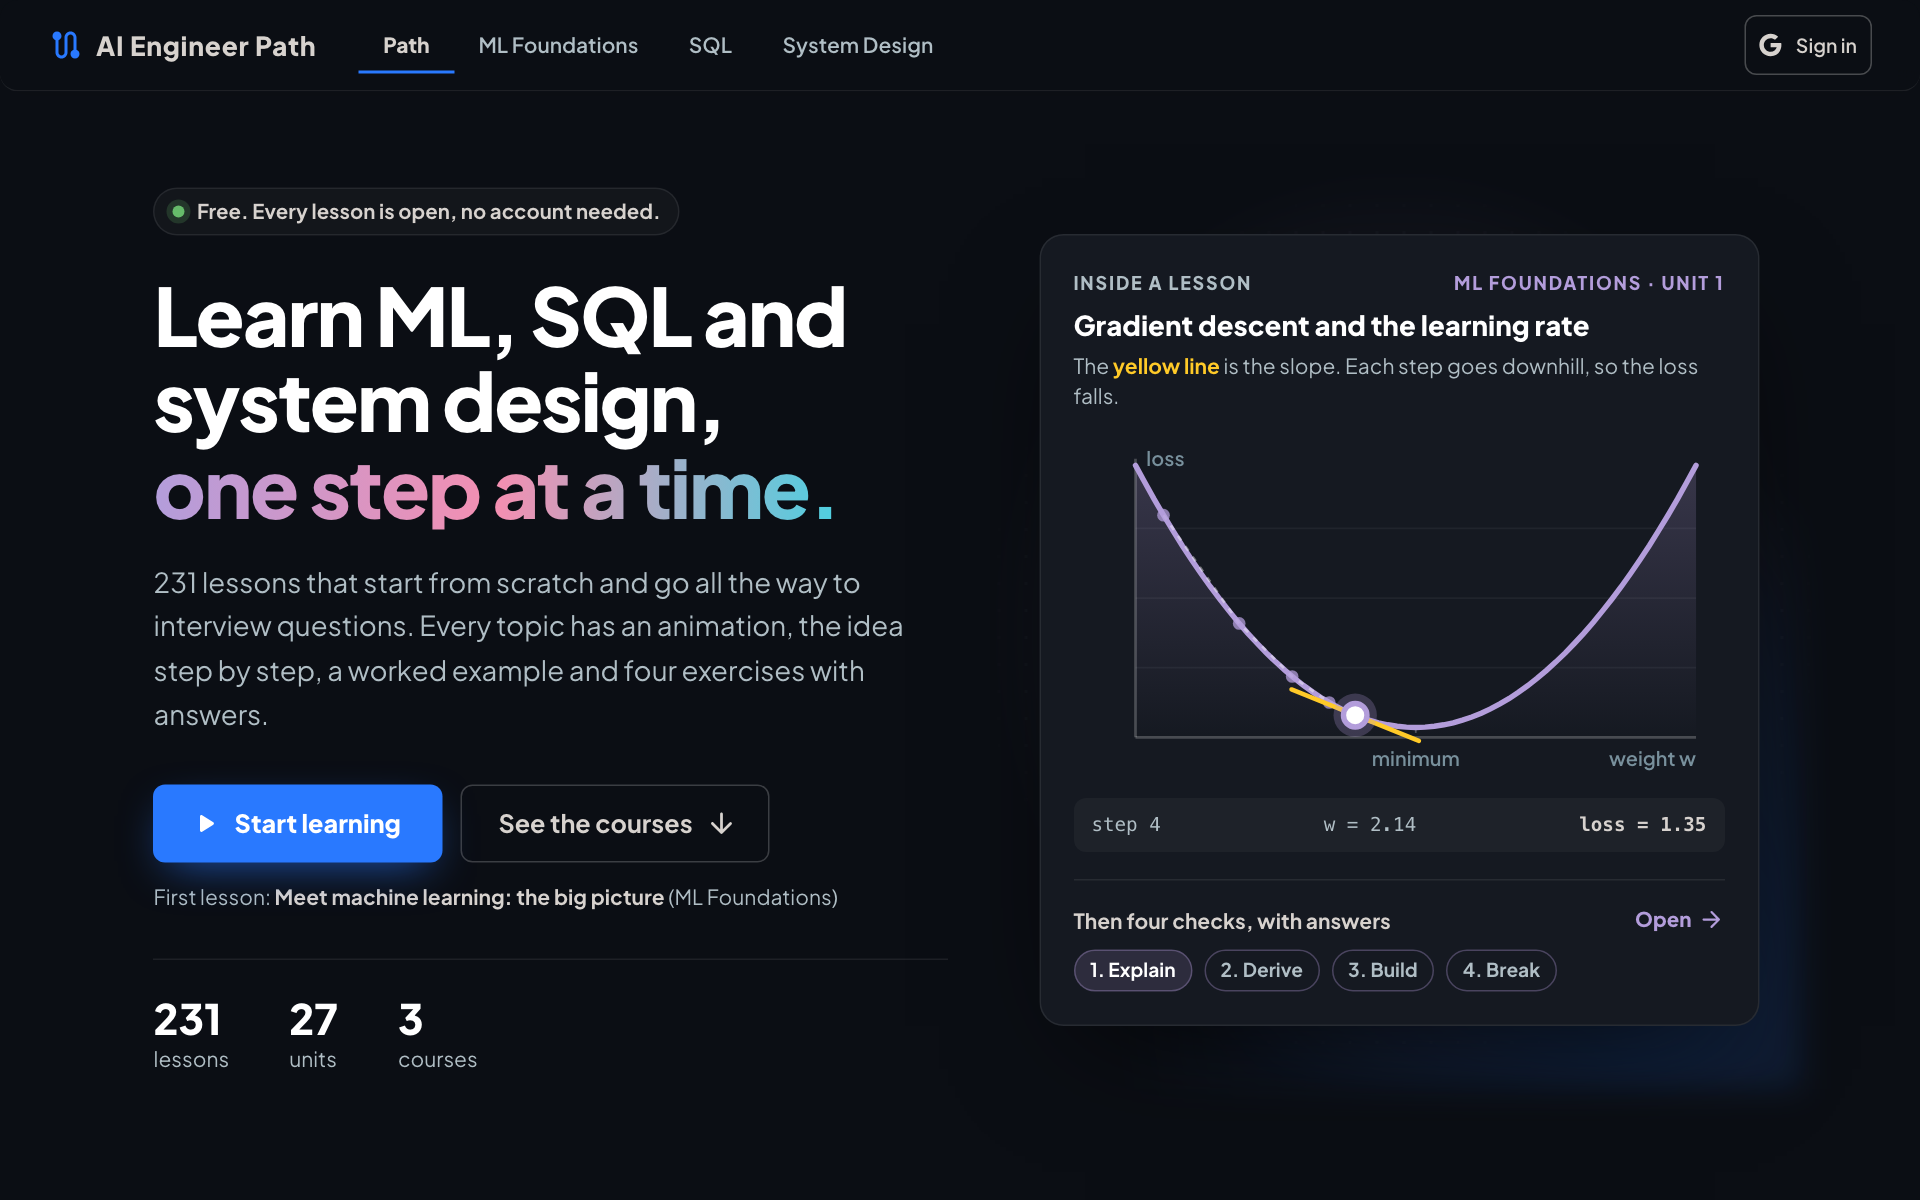 AI Engineer Path
Path
ML Foundations
SQL
System Design
Sign in
Free. Every lesson is open, no account needed.
Learn ML, SQL and
system design,
one step at a time.
231 lessons that start from scratch and go all the way to
interview questions. Every topic has an animation, the idea
step by step, a worked example and four exercises with
answers.
Start learning
See the courses
First lesson: Meet machine learning: the big picture (ML Foundations)
231
lessons
27
units
3
courses
INSIDE A LESSON
ML FOUNDATIONS · UNIT 1
Gradient descent and the learning rate
The yellow line is the slope. Each step goes downhill, so the loss
falls.
loss
minimum
weight w
step 4
w = 2.14
loss = 1.35
Then four checks, with answers
Open
1. Explain
2. Derive
3. Build
4. Break